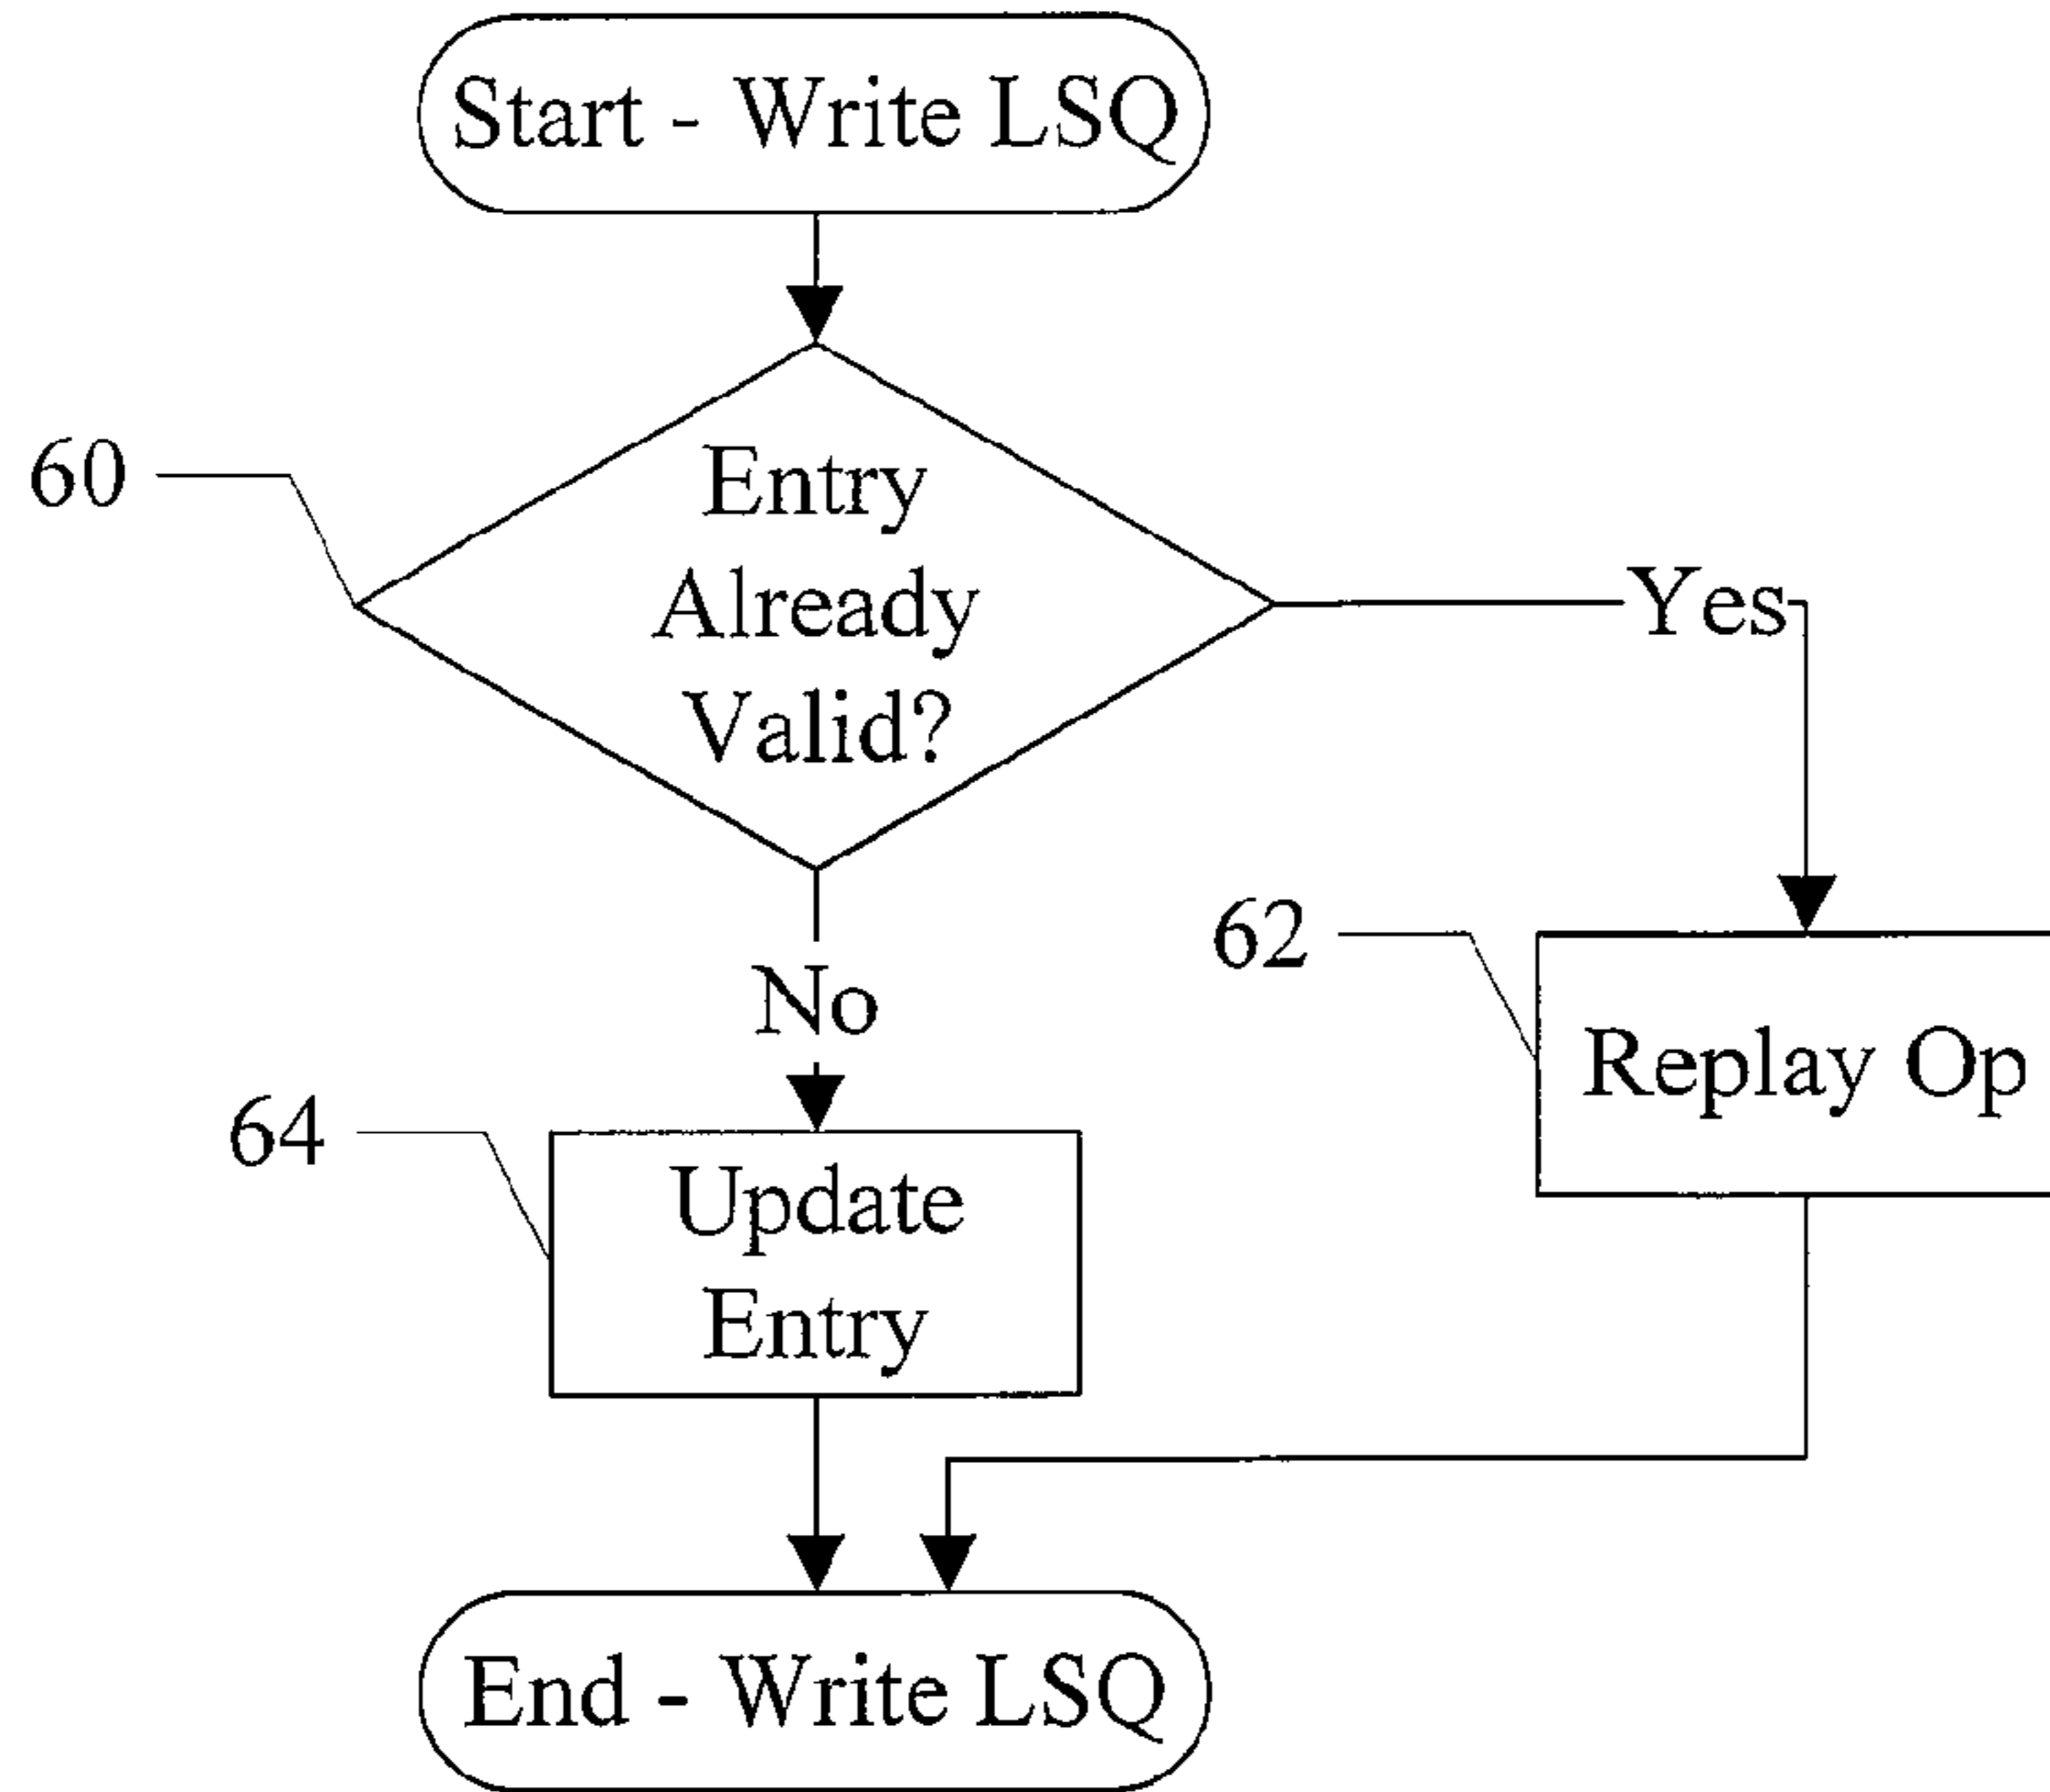 Start - Write LSQ
60
Entry
Already
Valid?
Yes
No
62
Replay Op
64
Update
Entry
End - Write LSQ